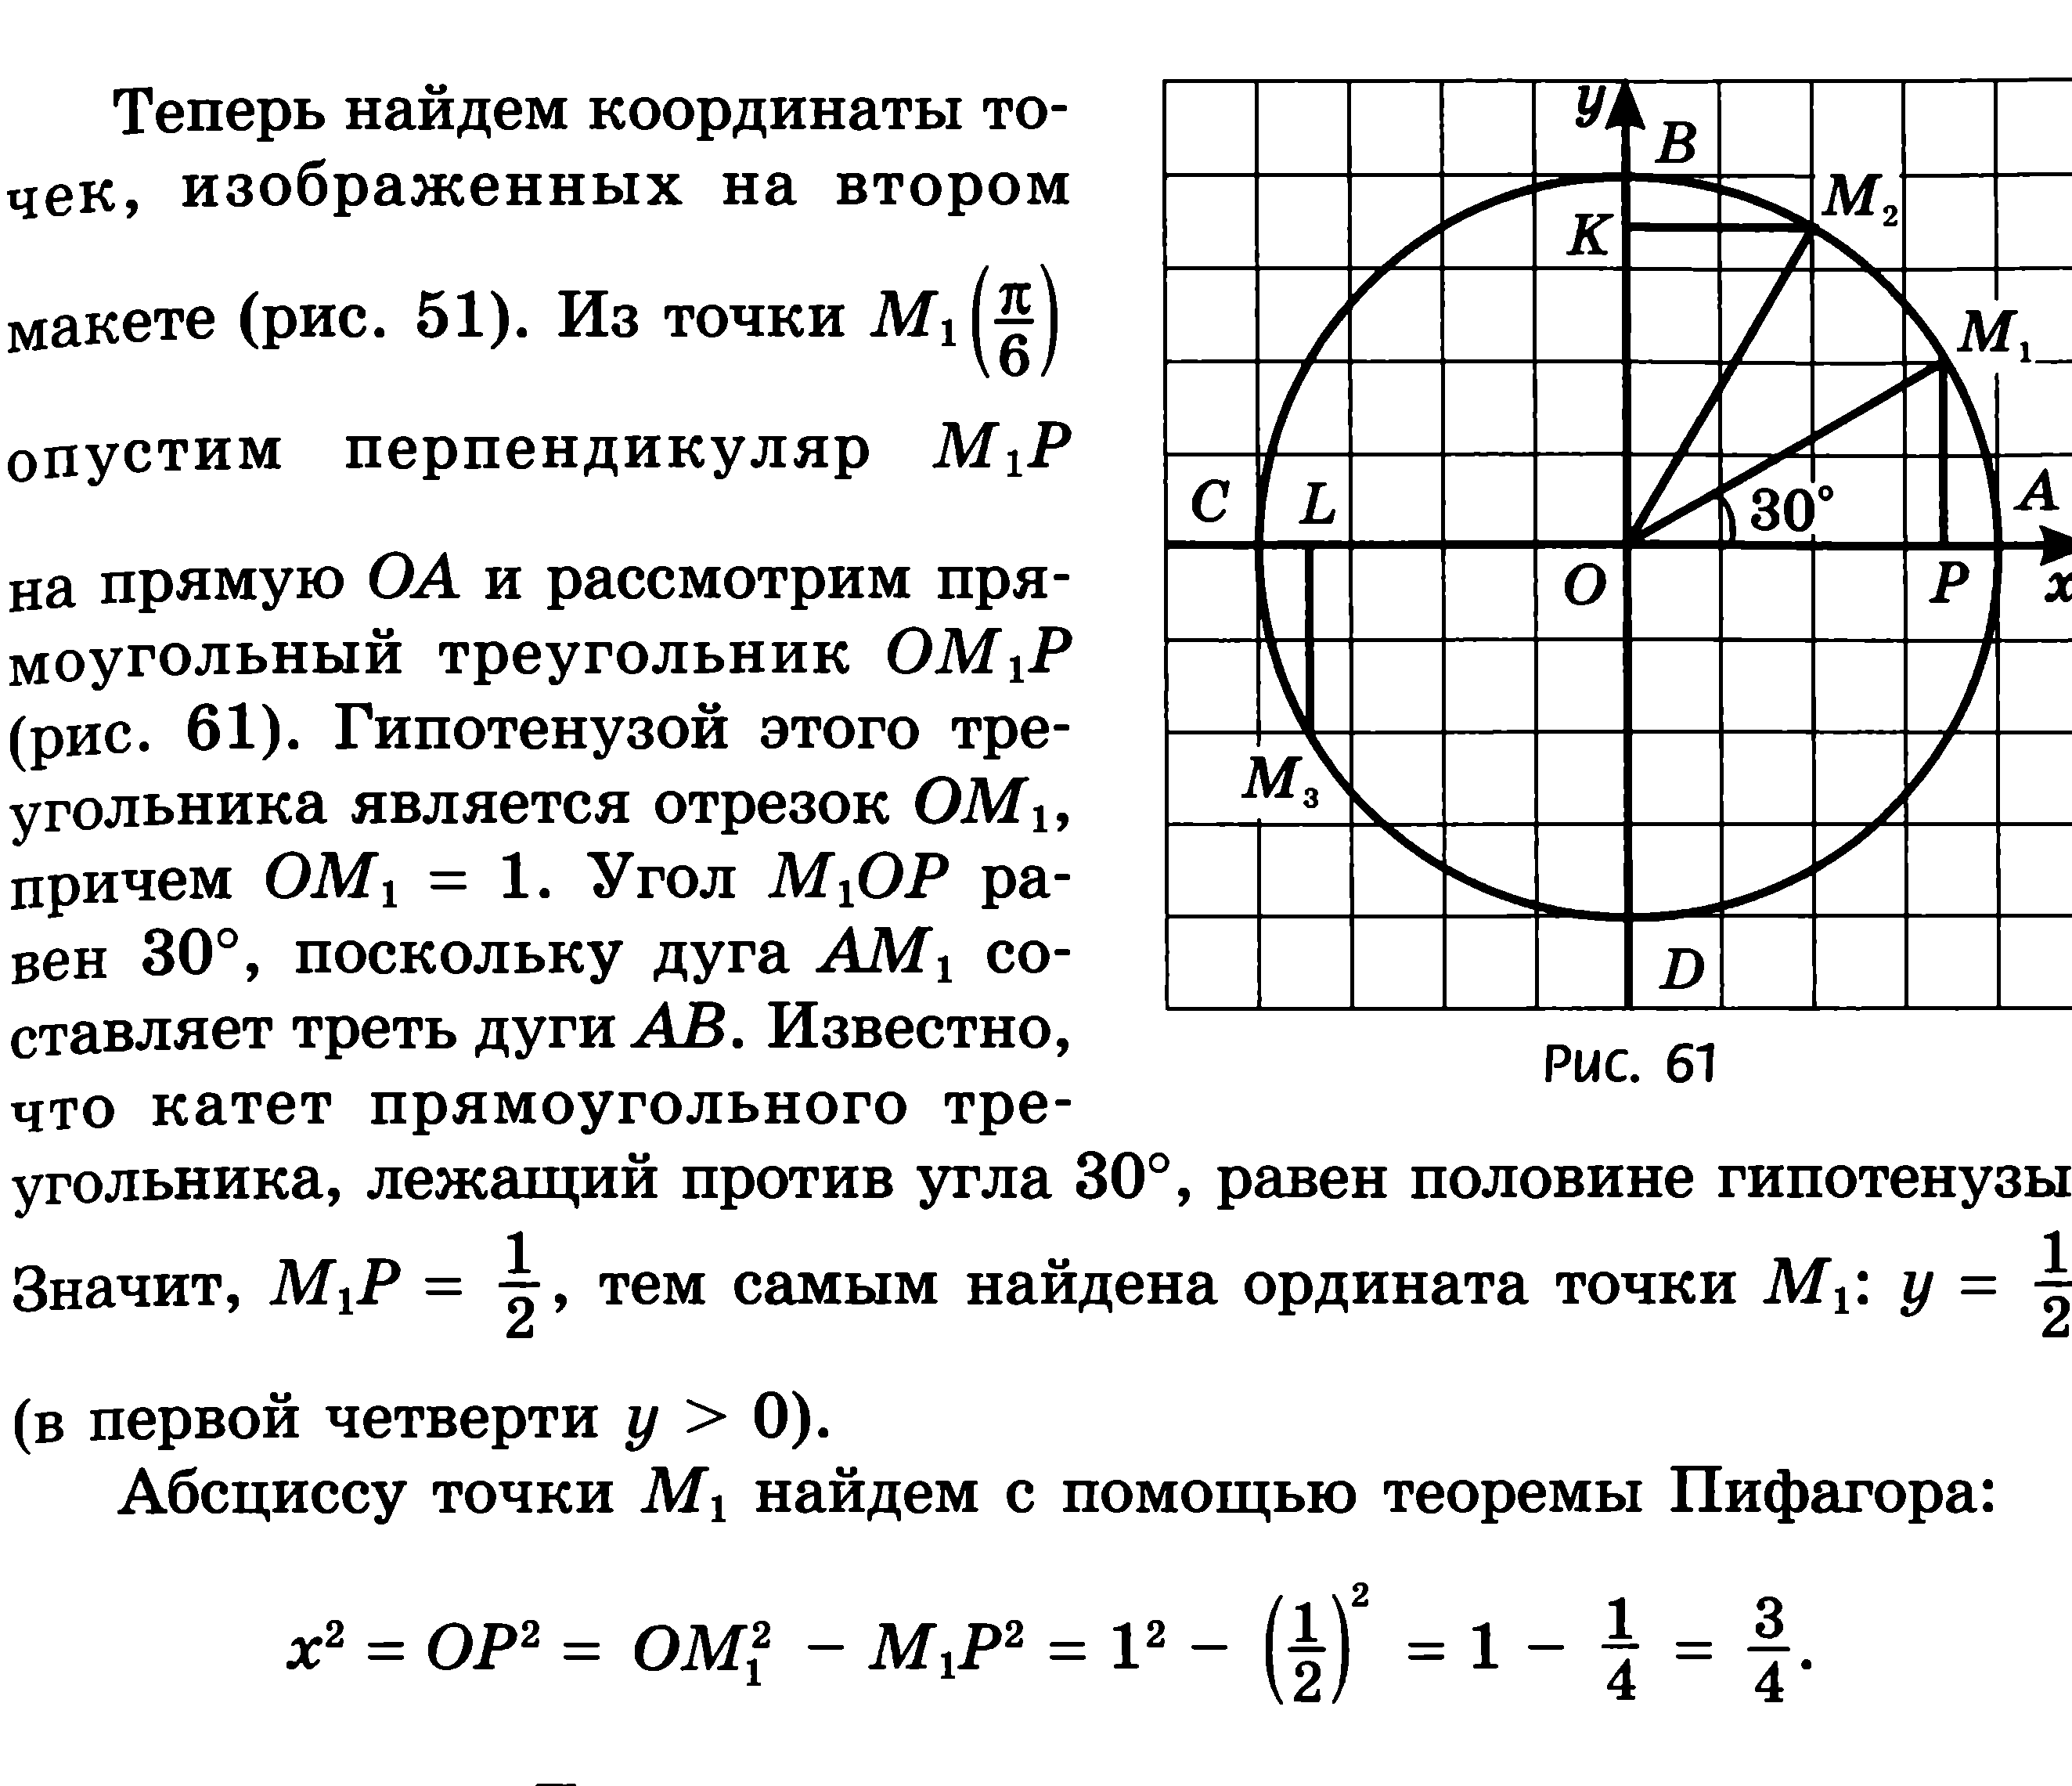 Теперь найдем координаты то-
чек, изображенных на втором
макете (рис. 51). Из точки M₁(π/6)
опустим перпендикуляр M₁P
на прямую OA и рассмотрим пря-
моугольный треугольник OM₁P
(рис. 61). Гипотенузой этого тре-
угольника является отрезок OM₁,
причем OM₁ = 1. Угол M₁OP ра-
вен 30°, поскольку дуга AM₁ со-
ставляет треть дуги AB. Известно,
что катет прямоугольного тре-
угольника, лежащий против угла 30°, равен половине гипотенузы
Значит, M₁P = 1/2, тем самым найдена ордината точки M₁: y = 1/2
(в первой четверти y > 0).
Абсциссу точки M₁ найдем с помощью теоремы Пифагора:
x² = OP² = OM₁² − M₁P² = 1² − (1/2)² = 1 − 1/4 = 3/4.
y
B
M₂
K
M₁
C
L
30°
A
O
P
x
M₃
D
Рис. 61